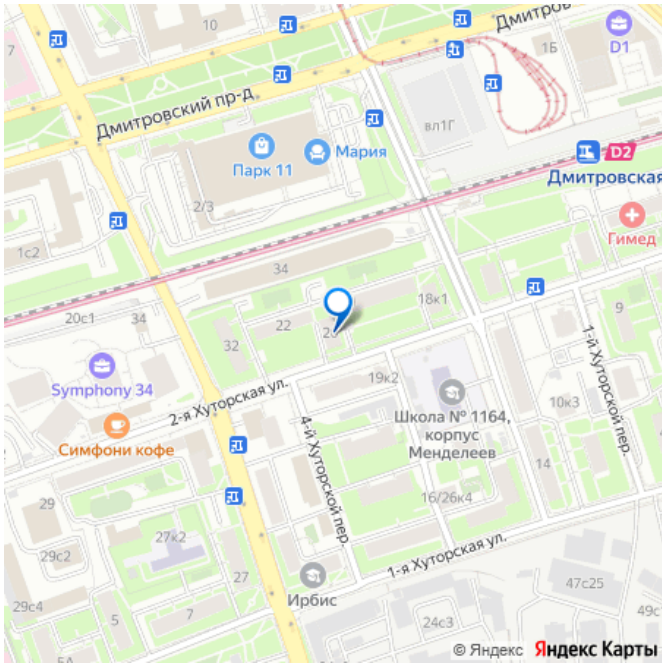 Дмитров
1Б
D1
Дмитровский пр-д
вл1Г
Парк 11
Мария
D2
Дмитровская
2/3
Гимед
1с2
34
18к1
20с1
34
22
9
32
1-й Хуторской пер.
Symphony 34
19к2
2-я Хуторская ул.
Школа № 1164,
корпус
Менделеев
10к3
Симфони кофе
4-й Хуторской пер.
14
29
16/26к4
27к2
29с2
1-я Хуторская ул.
27
Ирбис
47с25
29с4
5
7
24с3
49с
5А
© Яндекс Яндекс Карты